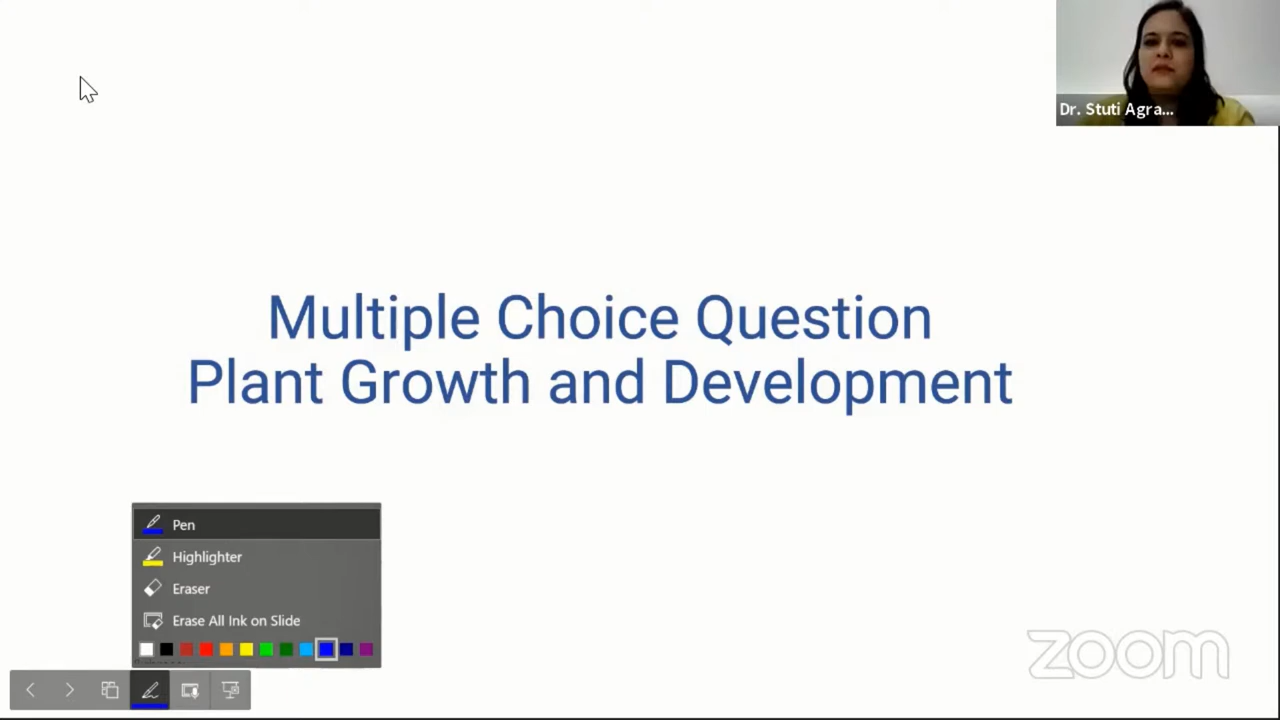 Dr. Stuti Agra...
Multiple Choice Question
Plant Growth and Development
Pen
Highlighter
Eraser
Erase All Ink on Slide
zoom